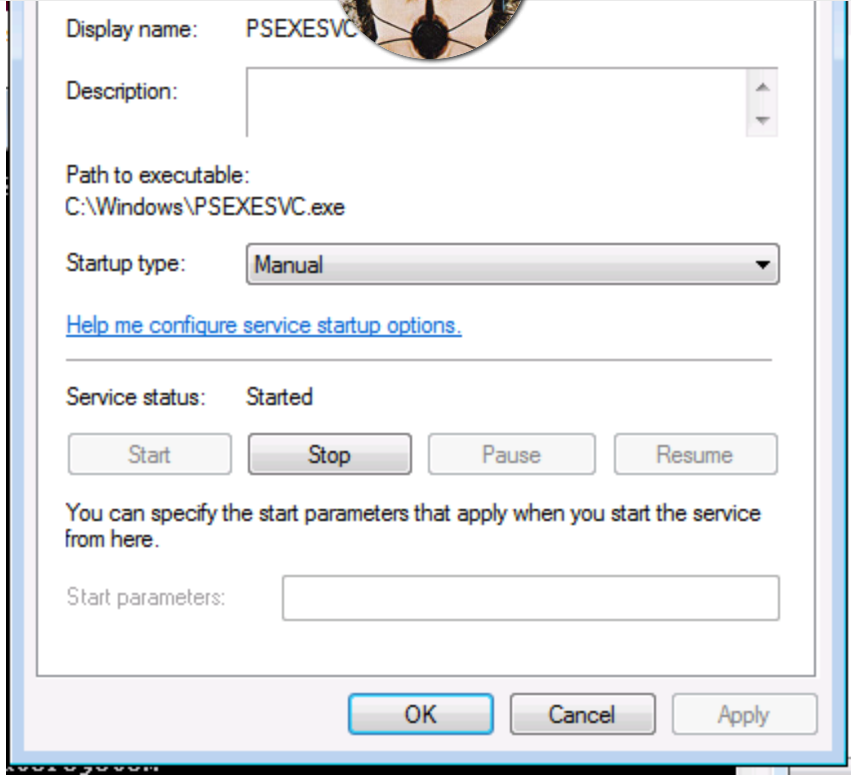 Display name: PSEXESVC
Description:
Path to executable:
C:\Windows\PSEXESVC.exe
Startup type: Manual
Help me configure service startup options.
Service status: Started
Start Stop Pause Resume
You can specify the start parameters that apply when you start the service
from here.
Start parameters:
OK Cancel Apply